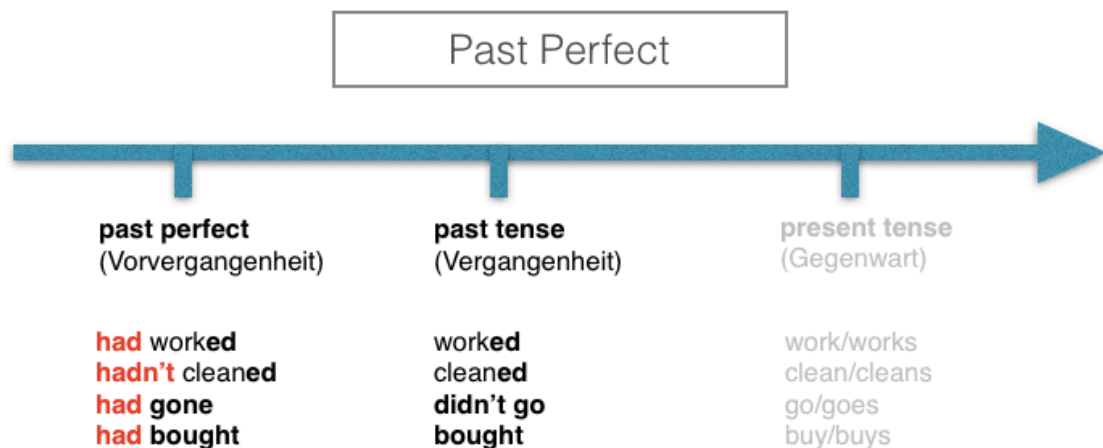 Past Perfect
past perfect
(Vorvergangenheit)
had worked
hadn't cleaned
had gone
had bought
past tense
(Vergangenheit)
worked
cleaned
didn't go
bought
present tense
(Gegenwart)
work/works
clean/cleans
go/goes
buy/buys